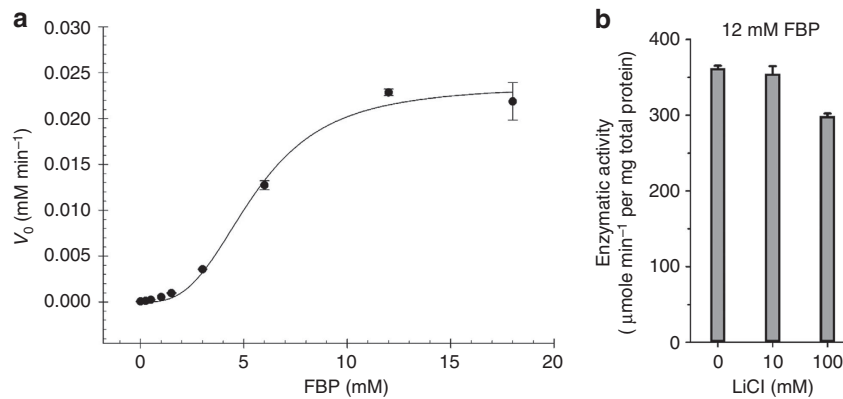 a
0.030
0.025
0.020
0.015
0.010
0.005
0.000
V₀ (mM min⁻¹)
0 5 10 15 20
FBP (mM)
b
12 mM FBP
400
300
200
100
0
Enzymatic activity
( μmole min⁻¹ per mg total protein)
0 10 100
LiCl (mM)